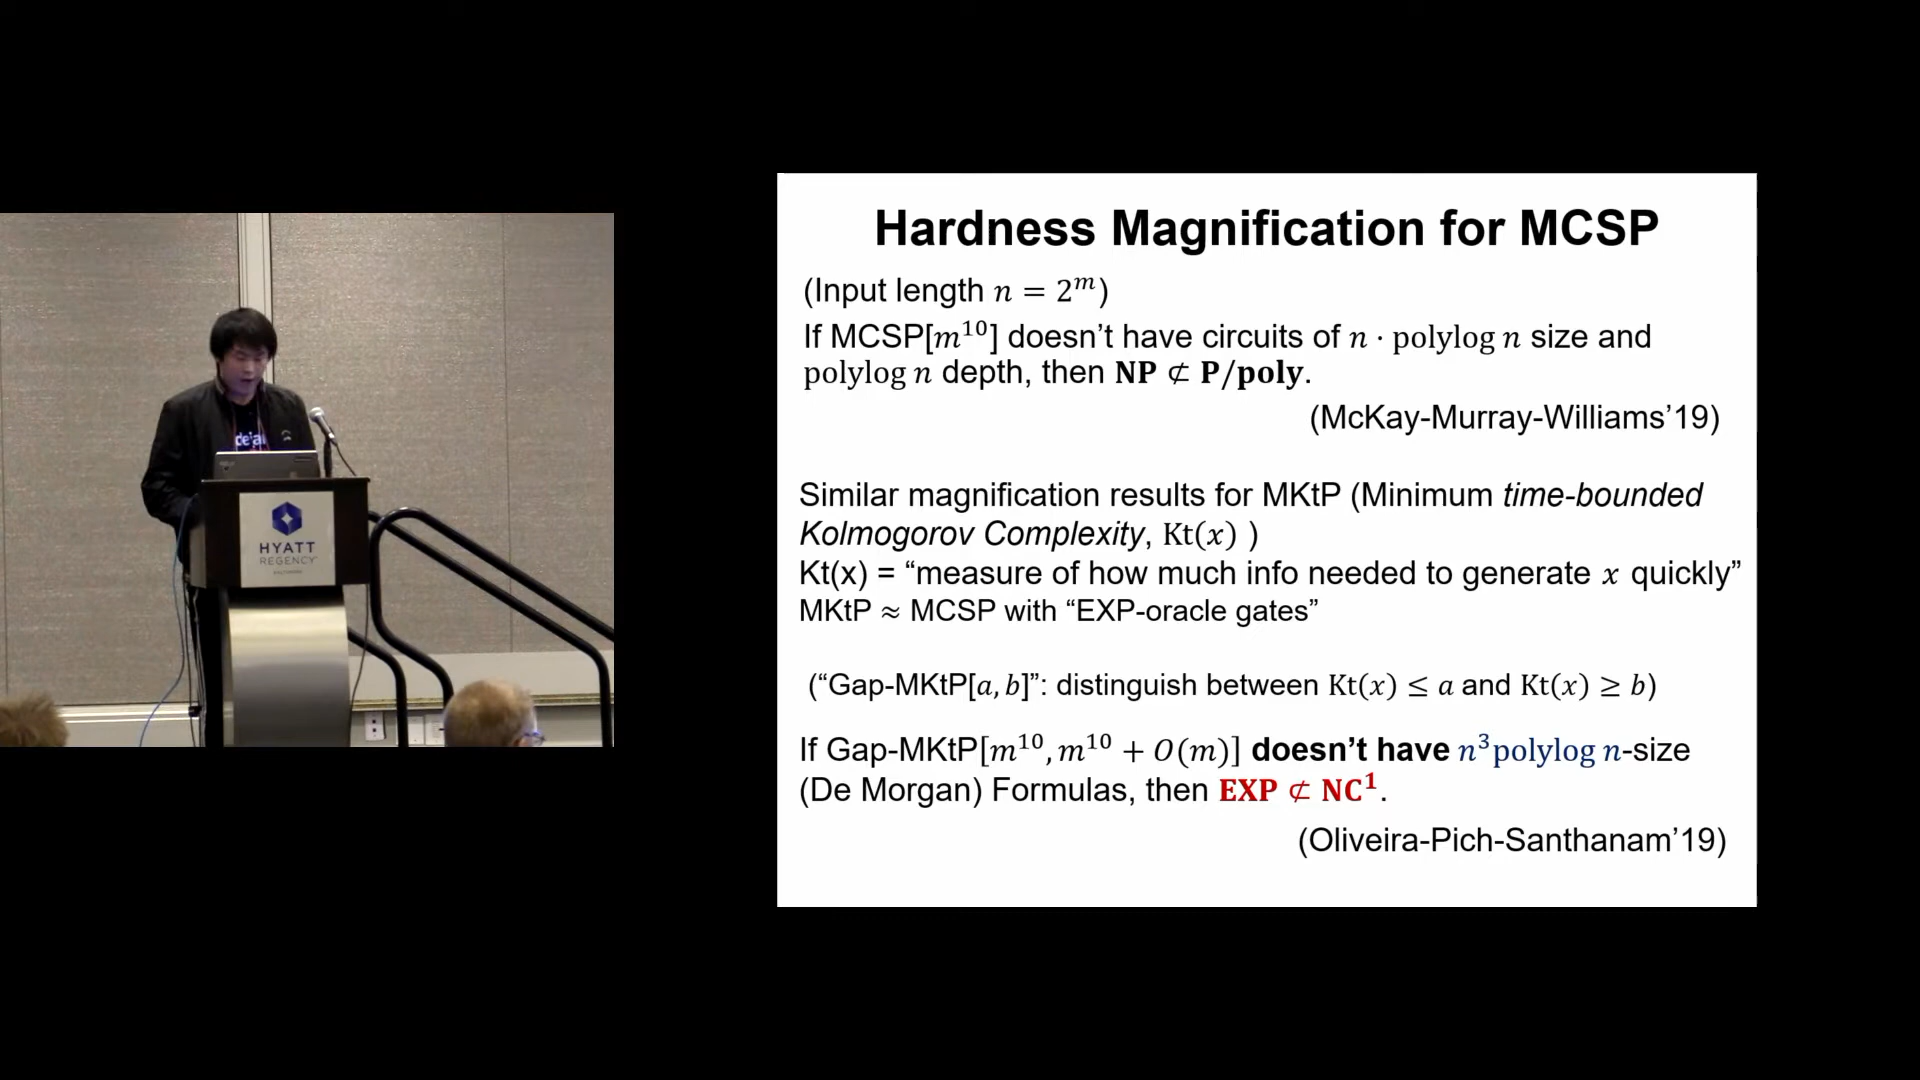 Hardness Magnification for MCSP
(Input length n = 2^m)
If MCSP[m^10] doesn't have circuits of n · polylog n size and
polylog n depth, then NP ⊄ P/poly.
(McKay-Murray-Williams'19)
Similar magnification results for MKtP (Minimum time-bounded
Kolmogorov Complexity, Kt(x) )
Kt(x) = “measure of how much info needed to generate x quickly”
MKtP ≈ MCSP with “EXP-oracle gates”
(“Gap-MKtP[a, b]”: distinguish between Kt(x) ≤ a and Kt(x) ≥ b)
If Gap-MKtP[m^10, m^10 + O(m)] doesn't have n^3 polylog n-size
(De Morgan) Formulas, then EXP ⊄ NC^1.
(Oliveira-Pich-Santhanam'19)
HYATT
REGENCY